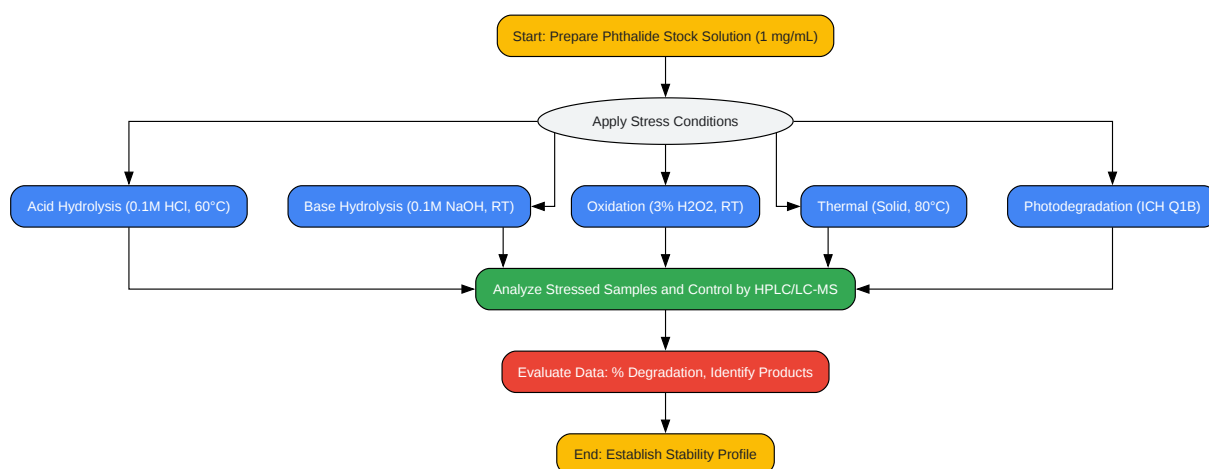 Start: Prepare Phthalide Stock Solution (1 mg/mL)
Apply Stress Conditions
Acid Hydrolysis (0.1M HCl, 60°C)
Base Hydrolysis (0.1M NaOH, RT)
Oxidation (3% H2O2, RT)
Thermal (Solid, 80°C)
Photodegradation (ICH Q1B)
Analyze Stressed Samples and Control by HPLC/LC-MS
Evaluate Data: % Degradation, Identify Products
End: Establish Stability Profile